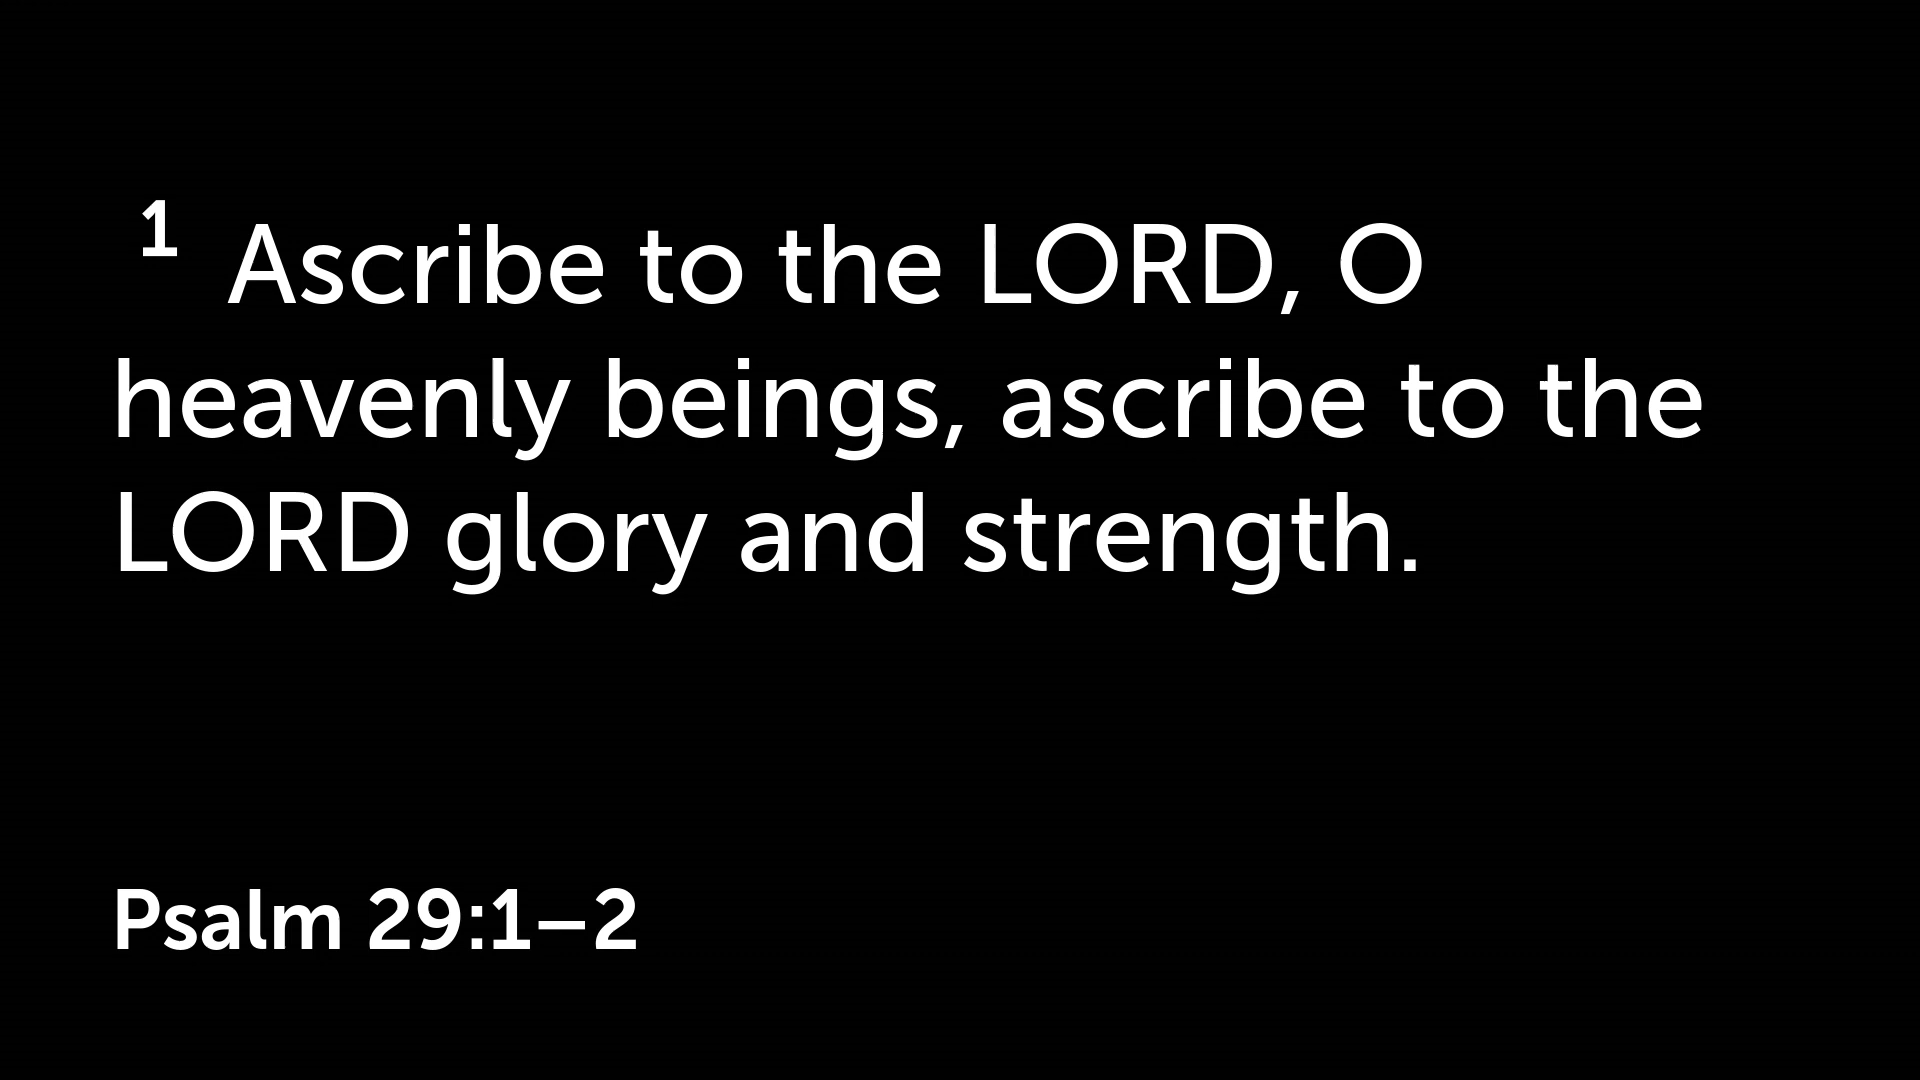 1 Ascribe to the LORD, O
heavenly beings, ascribe to the
LORD glory and strength.
Psalm 29:1–2